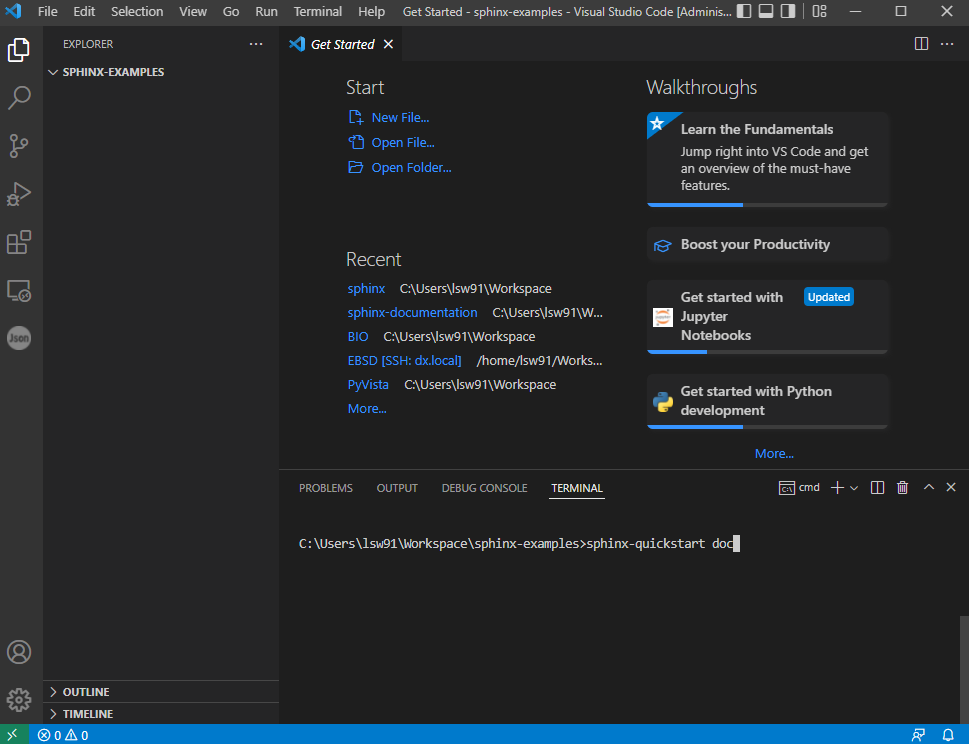 File Edit Selection View Go Run Terminal Help Get Started - sphinx-examples - Visual Studio Code [Adminis...
EXPLORER
SPHINX-EXAMPLES
OUTLINE
TIMELINE
Json
Get Started
Start
New File...
Open File...
Open Folder...
Recent
sphinx C:\Users\lsw91\Workspace
sphinx-documentation C:\Users\lsw91\W...
BIO C:\Users\lsw91\Workspace
EBSD [SSH: dx.local] /home/lsw91/Works...
PyVista C:\Users\lsw91\Workspace
More...
Walkthroughs
Learn the Fundamentals
Jump right into VS Code and get
an overview of the must-have
features.
Boost your Productivity
Get started with Updated
Jupyter
Notebooks
Get started with Python
development
More...
PROBLEMS OUTPUT DEBUG CONSOLE TERMINAL cmd
C:\Users\lsw91\Workspace\sphinx-examples>sphinx-quickstart doc
0 0